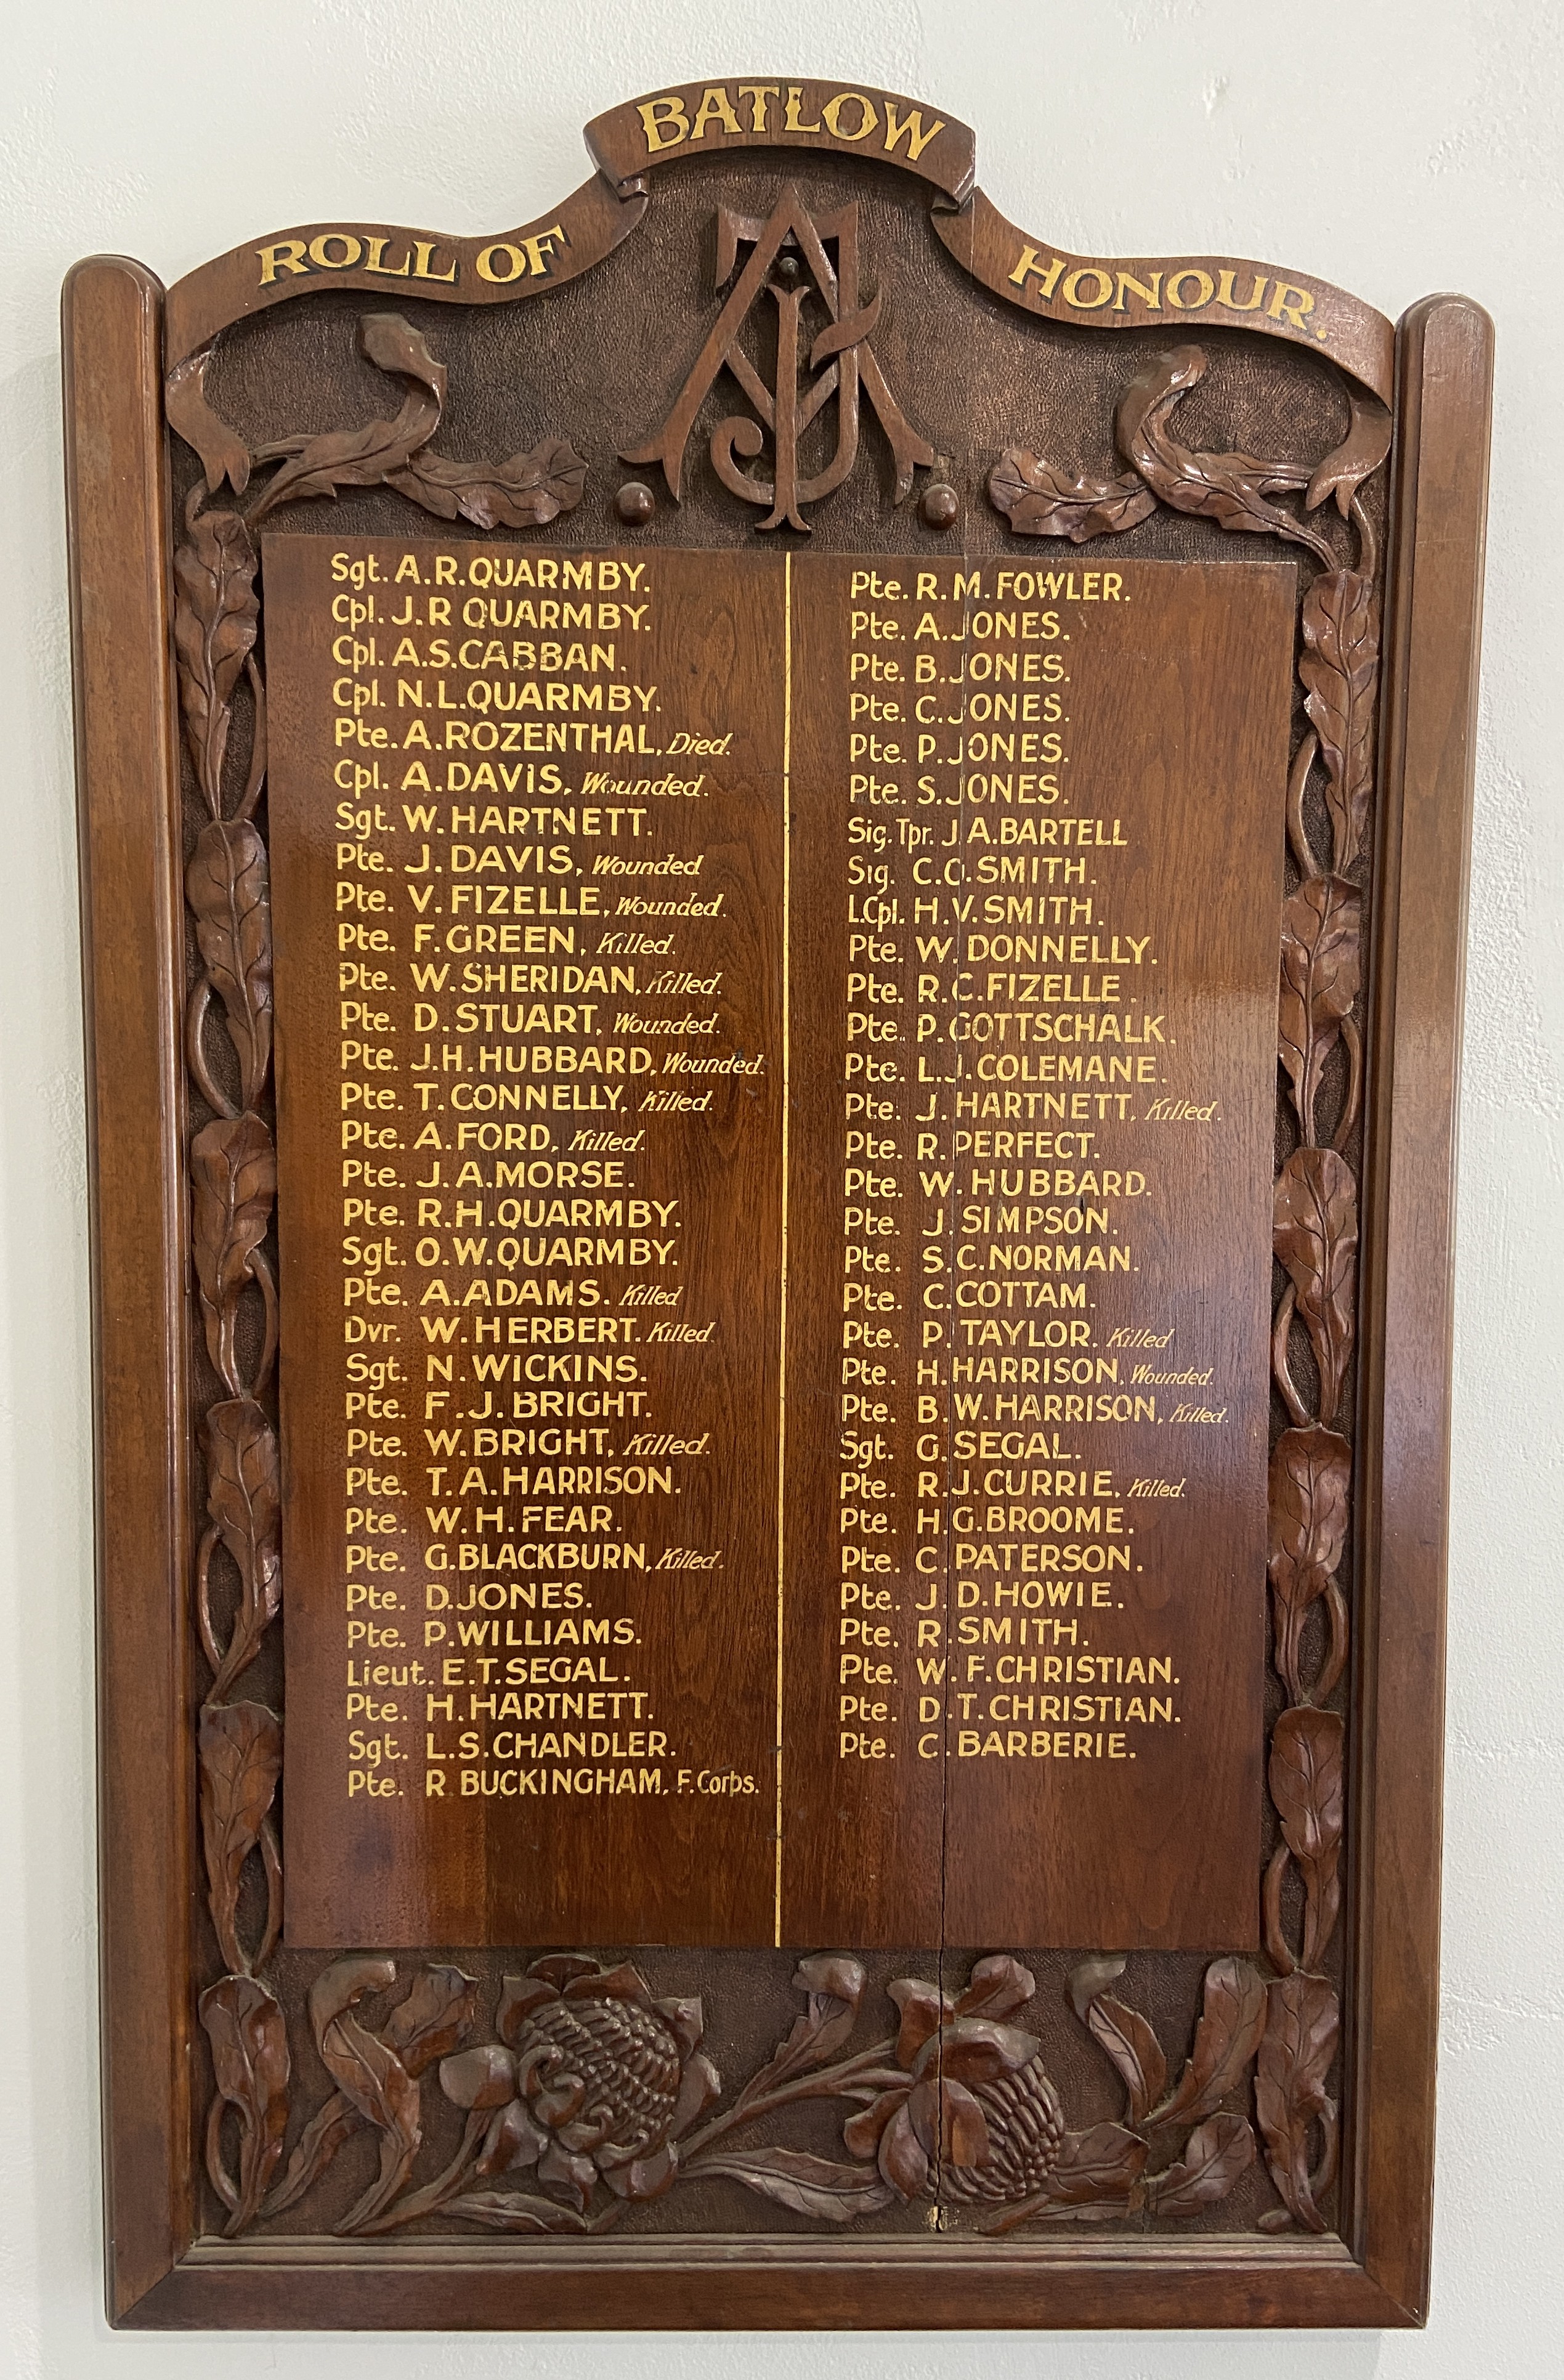 BATLOW
ROLL OF HONOUR.
Sgt. A.R.QUARMBY.
Cpl. J.R QUARMBY.
Cpl. A.S.CABBAN.
Cpl. N.L.QUARMBY.
Pte. A.ROZENTHAL, Died.
Cpl. A.DAVIS, Wounded.
Sgt. W.HARTNETT.
Pte. J.DAVIS, Wounded
Pte. V.FIZELLE, Wounded.
Pte. F.GREEN, Killed.
Pte. W.SHERIDAN, Killed.
Pte. D.STUART, Wounded.
Pte. J.H.HUBBARD, Wounded.
Pte. T.CONNELLY, Killed.
Pte. A.FORD, Killed.
Pte. J.A.MORSE.
Pte. R.H.QUARMBY.
Sgt. O.W.QUARMBY.
Pte. A.ADAMS. Killed
Dvr. W.HERBERT. Killed.
Sgt. N.WICKINS.
Pte. F.J.BRIGHT.
Pte. W.BRIGHT, Killed.
Pte. T.A.HARRISON.
Pte. W.H.FEAR.
Pte. G.BLACKBURN, Killed.
Pte. D.JONES.
Pte. P.WILLIAMS.
Lieut. E.T.SEGAL.
Pte. H.HARTNETT.
Sgt. L.S.CHANDLER.
Pte. R BUCKINGHAM, F.Corps.
Pte. R.M.FOWLER.
Pte. A.JONES.
Pte. B.JONES.
Pte. C.JONES.
Pte. P.JONES.
Pte. S.JONES.
Sig. Tpr. J.A.BARTELL
Sig. C.O.SMITH.
L.Cpl. H.V.SMITH.
Pte. W.DONNELLY.
Pte. R.C.FIZELLE.
Pte. P.GOTTSCHALK.
Pte. L.J.COLEMANE.
Pte. J.HARTNETT, Killed.
Pte. R.PERFECT.
Pte. W.HUBBARD.
Pte. J.SIMPSON.
Pte. S.C.NORMAN.
Pte. C.COTTAM.
Pte. P.TAYLOR. Killed
Pte. H.HARRISON, Wounded.
Pte. B.W.HARRISON, Killed.
Sgt. G.SEGAL.
Pte. R.J.CURRIE, Killed.
Pte. H.G.BROOME.
Pte. C.PATERSON.
Pte. J.D.HOWIE.
Pte. R.SMITH.
Pte. W.F.CHRISTIAN.
Pte. D.T.CHRISTIAN.
Pte. C.BARBERIE.